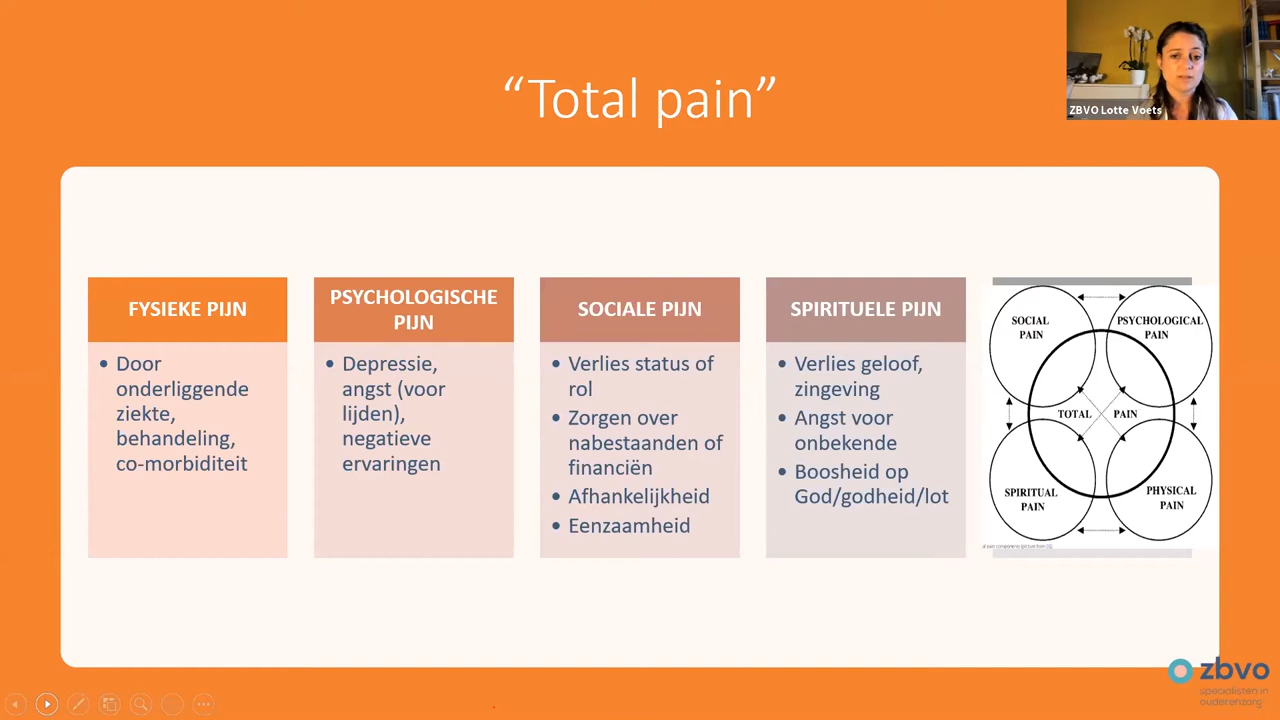 ZBVO Lotte Voets
“Total pain”
FYSIEKE PIJN
• Door
onderliggende
ziekte,
behandeling,
co-morbiditeit
PSYCHOLOGISCHE
PIJN
• Depressie,
angst (voor
lijden),
negatieve
ervaringen
SOCIALE PIJN
• Verlies status of
rol
• Zorgen over
nabestaanden of
financiën
• Afhankelijkheid
• Eenzaamheid
SPIRITUELE PIJN
• Verlies geloof,
zingeving
• Angst voor
onbekende
• Boosheid op
God/godheid/lot
SOCIAL
PAIN
PSYCHOLOGICAL
PAIN
TOTAL PAIN
SPIRITUAL
PAIN
PHYSICAL
PAIN
zbvo
specialisten in
ouderenzorg